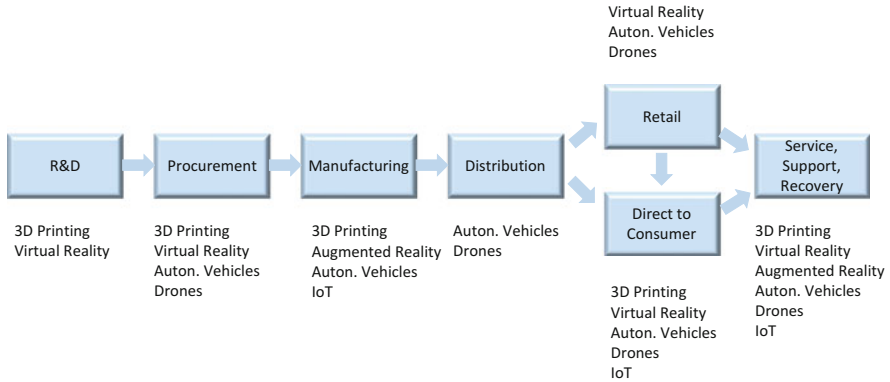 Virtual Reality
Auton. Vehicles
Drones
Retail
R&D
Procurement
Manufacturing
Distribution
Service,
Support,
Recovery
Direct to
Consumer
3D Printing
Virtual Reality
3D Printing
Virtual Reality
Auton. Vehicles
Drones
3D Printing
Augmented Reality
Auton. Vehicles
IoT
Auton. Vehicles
Drones
3D Printing
Virtual Reality
Auton. Vehicles
Drones
IoT
3D Printing
Virtual Reality
Augmented Reality
Auton. Vehicles
Drones
IoT